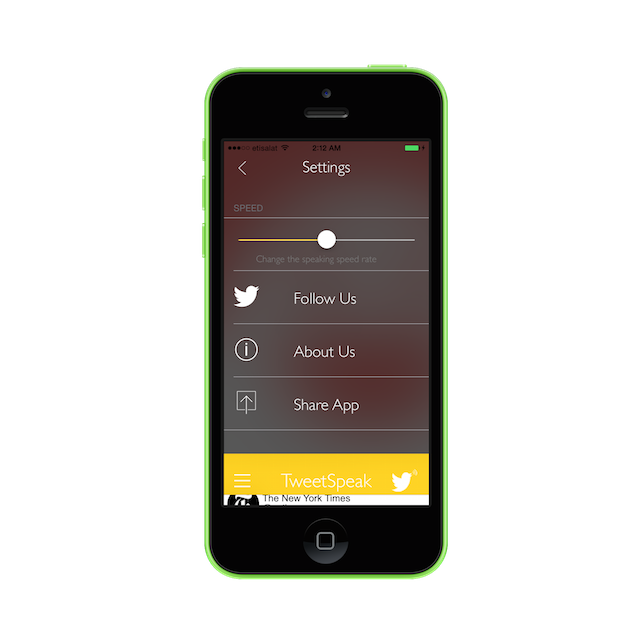 etisalat 2:12 AM
Settings
SPEED
Change the speaking speed rate
Follow Us
About Us
Share App
TweetSpeak
The New York Times